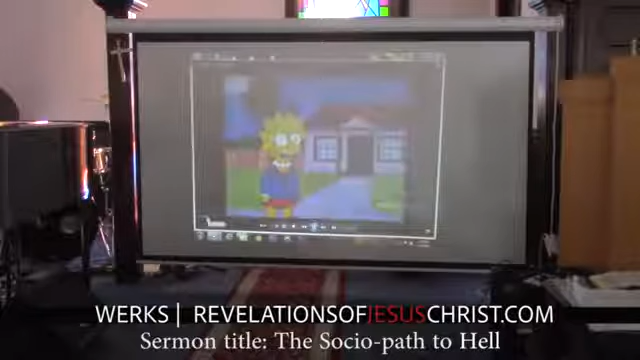 WERKS | REVELATIONSOFJESUSCHRIST.COM
Sermon title: The Socio-path to Hell